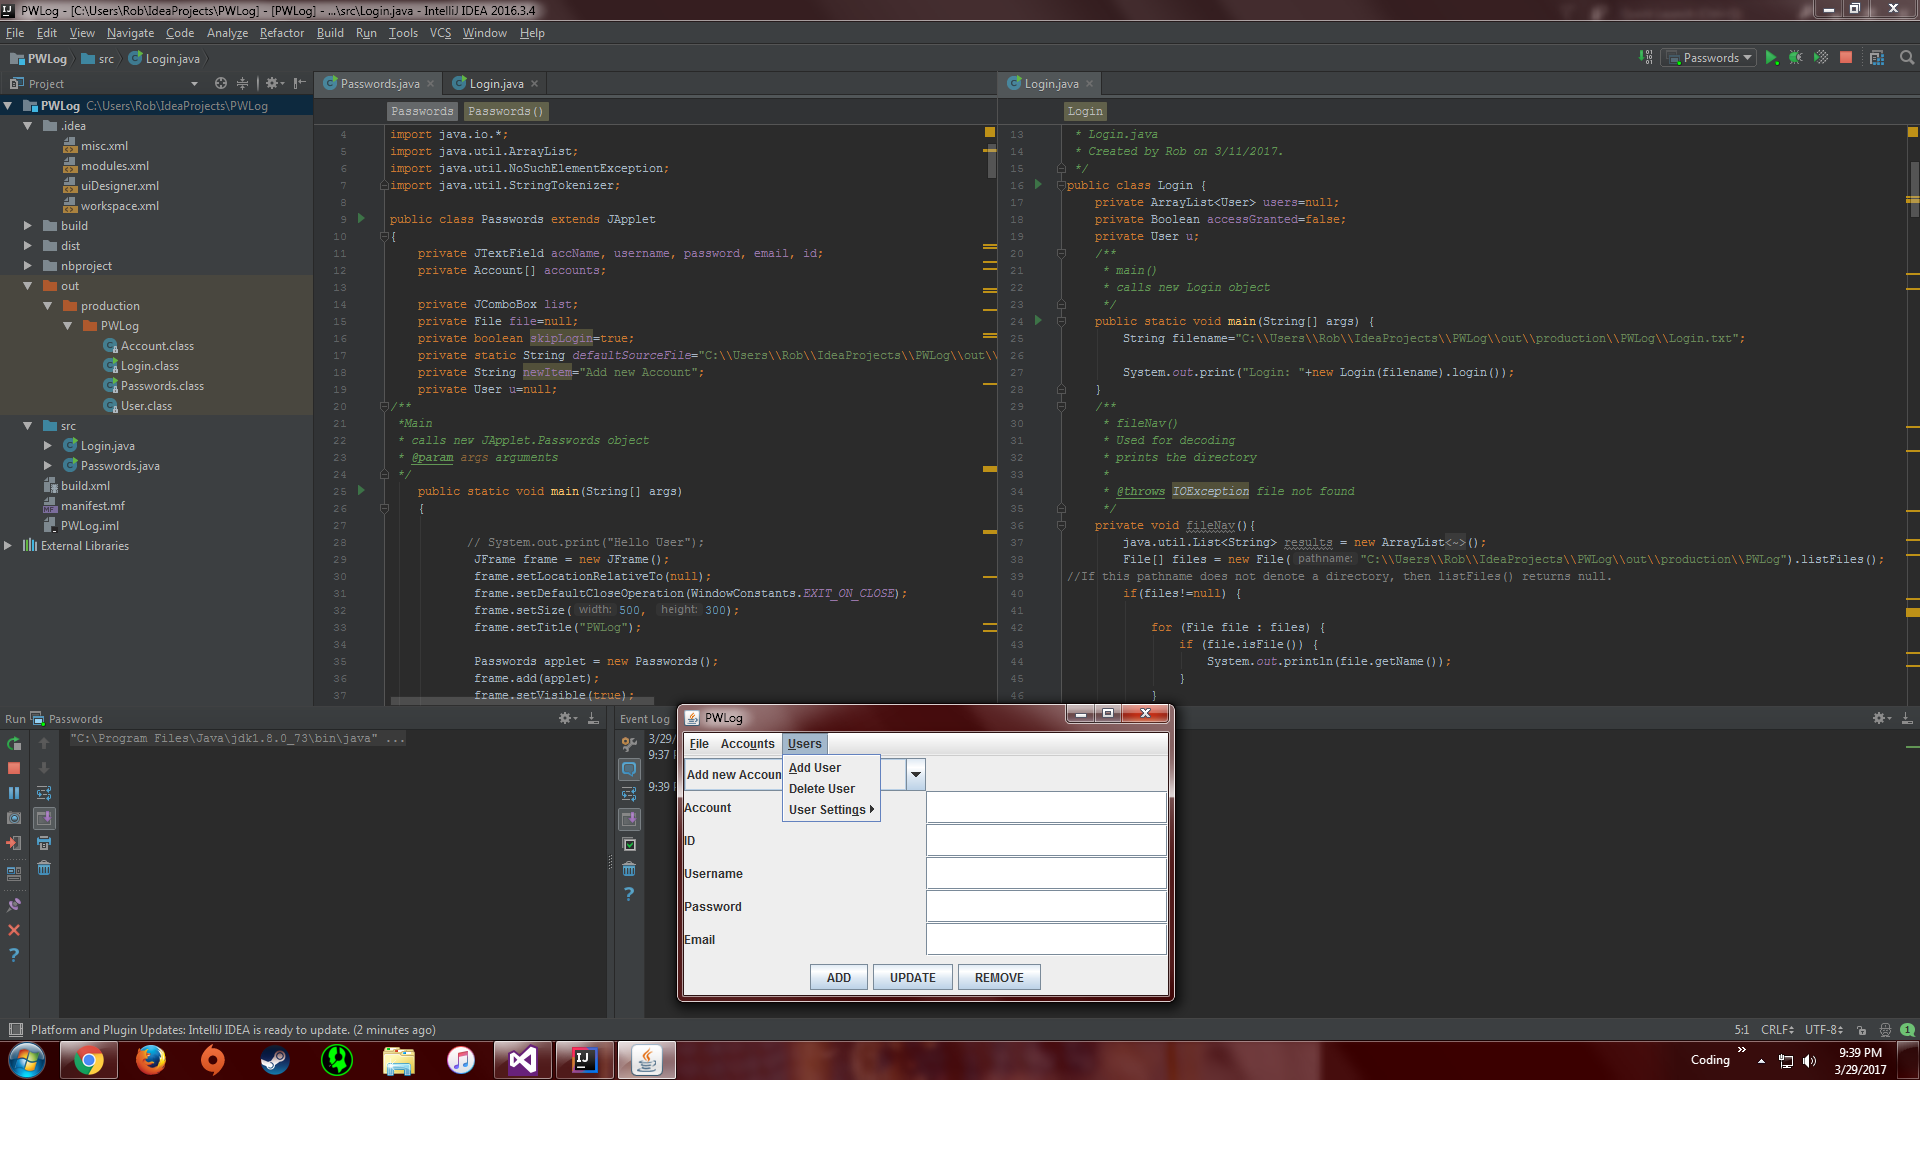 PWLog - [C:\Users\Rob\IdeaProjects\PWLog] - [PWLog] - ...\src\Login.java - IntelliJ IDEA 2016.3.4
File Edit View Navigate Code Analyze Refactor Build Run Tools VCS Window Help
PWLog src Login.java
Passwords
Project
PWLog C:\Users\Rob\IdeaProjects\PWLog
.idea
misc.xml
modules.xml
uiDesigner.xml
workspace.xml
build
dist
nbproject
out
production
PWLog
Account.class
Login.class
Passwords.class
User.class
src
Login.java
Passwords.java
build.xml
manifest.mf
PWLog.iml
External Libraries
Passwords.java Login.java
Passwords Passwords()
4 import java.io.*;
5 import java.util.ArrayList;
6 import java.util.NoSuchElementException;
7 import java.util.StringTokenizer;
8
9 public class Passwords extends JApplet
10 {
11 private JTextField accName, username, password, email, id;
12 private Account[] accounts;
13
14 private JComboBox list;
15 private File file=null;
16 private boolean skipLogin=true;
17 private static String defaultSourceFile="C:\\Users\\Rob\\IdeaProjects\\PWLog\\out\\
18 private String newItem="Add new Account";
19 private User u=null;
20 /**
21 *Main
22 * calls new JApplet.Passwords object
23 * @param args arguments
24 */
25 public static void main(String[] args)
26 {
27
28 // System.out.print("Hello User");
29 JFrame frame = new JFrame();
30 frame.setLocationRelativeTo(null);
31 frame.setDefaultCloseOperation(WindowConstants.EXIT_ON_CLOSE);
32 frame.setSize( width: 500, height: 300);
33 frame.setTitle("PWLog");
34
35 Passwords applet = new Passwords();
36 frame.add(applet);
37 frame.setVisible(true);
Login.java
Login
13 * Login.java
14 * Created by Rob on 3/11/2017.
15 */
16 public class Login {
17 private ArrayList<User> users=null;
18 private Boolean accessGranted=false;
19 private User u;
20 /**
21 * main()
22 * calls new Login object
23 */
24 public static void main(String[] args) {
25 String filename="C:\\Users\\Rob\\IdeaProjects\\PWLog\\out\\production\\PWLog\\Login.txt";
26
27 System.out.print("Login: "+new Login(filename).login());
28 }
29 /**
30 * fileNav()
31 * Used for decoding
32 * prints the directory
33 *
34 * @throws IOException file not found
35 */
36 private void fileNav(){
37 java.util.List<String> results = new ArrayList<~>();
38 File[] files = new File( pathname: "C:\\Users\\Rob\\IdeaProjects\\PWLog\\out\\production\\PWLog").listFiles();
39 //If this pathname does not denote a directory, then listFiles() returns null.
40 if(files!=null) {
41
42 for (File file : files) {
43 if (file.isFile()) {
44 System.out.println(file.getName());
45 }
46 }
Run Passwords
"C:\Program Files\Java\jdk1.8.0_73\bin\java" ...
Event Log
3/29/
9:37
9:39
PWLog
File Accounts Users
Add User
Delete User
User Settings
Add new Accoun
Account
ID
Username
Password
Email
ADD UPDATE REMOVE
Platform and Plugin Updates: IntelliJ IDEA is ready to update. (2 minutes ago)
5:1 CRLF UTF-8 1
Coding
9:39 PM
3/29/2017